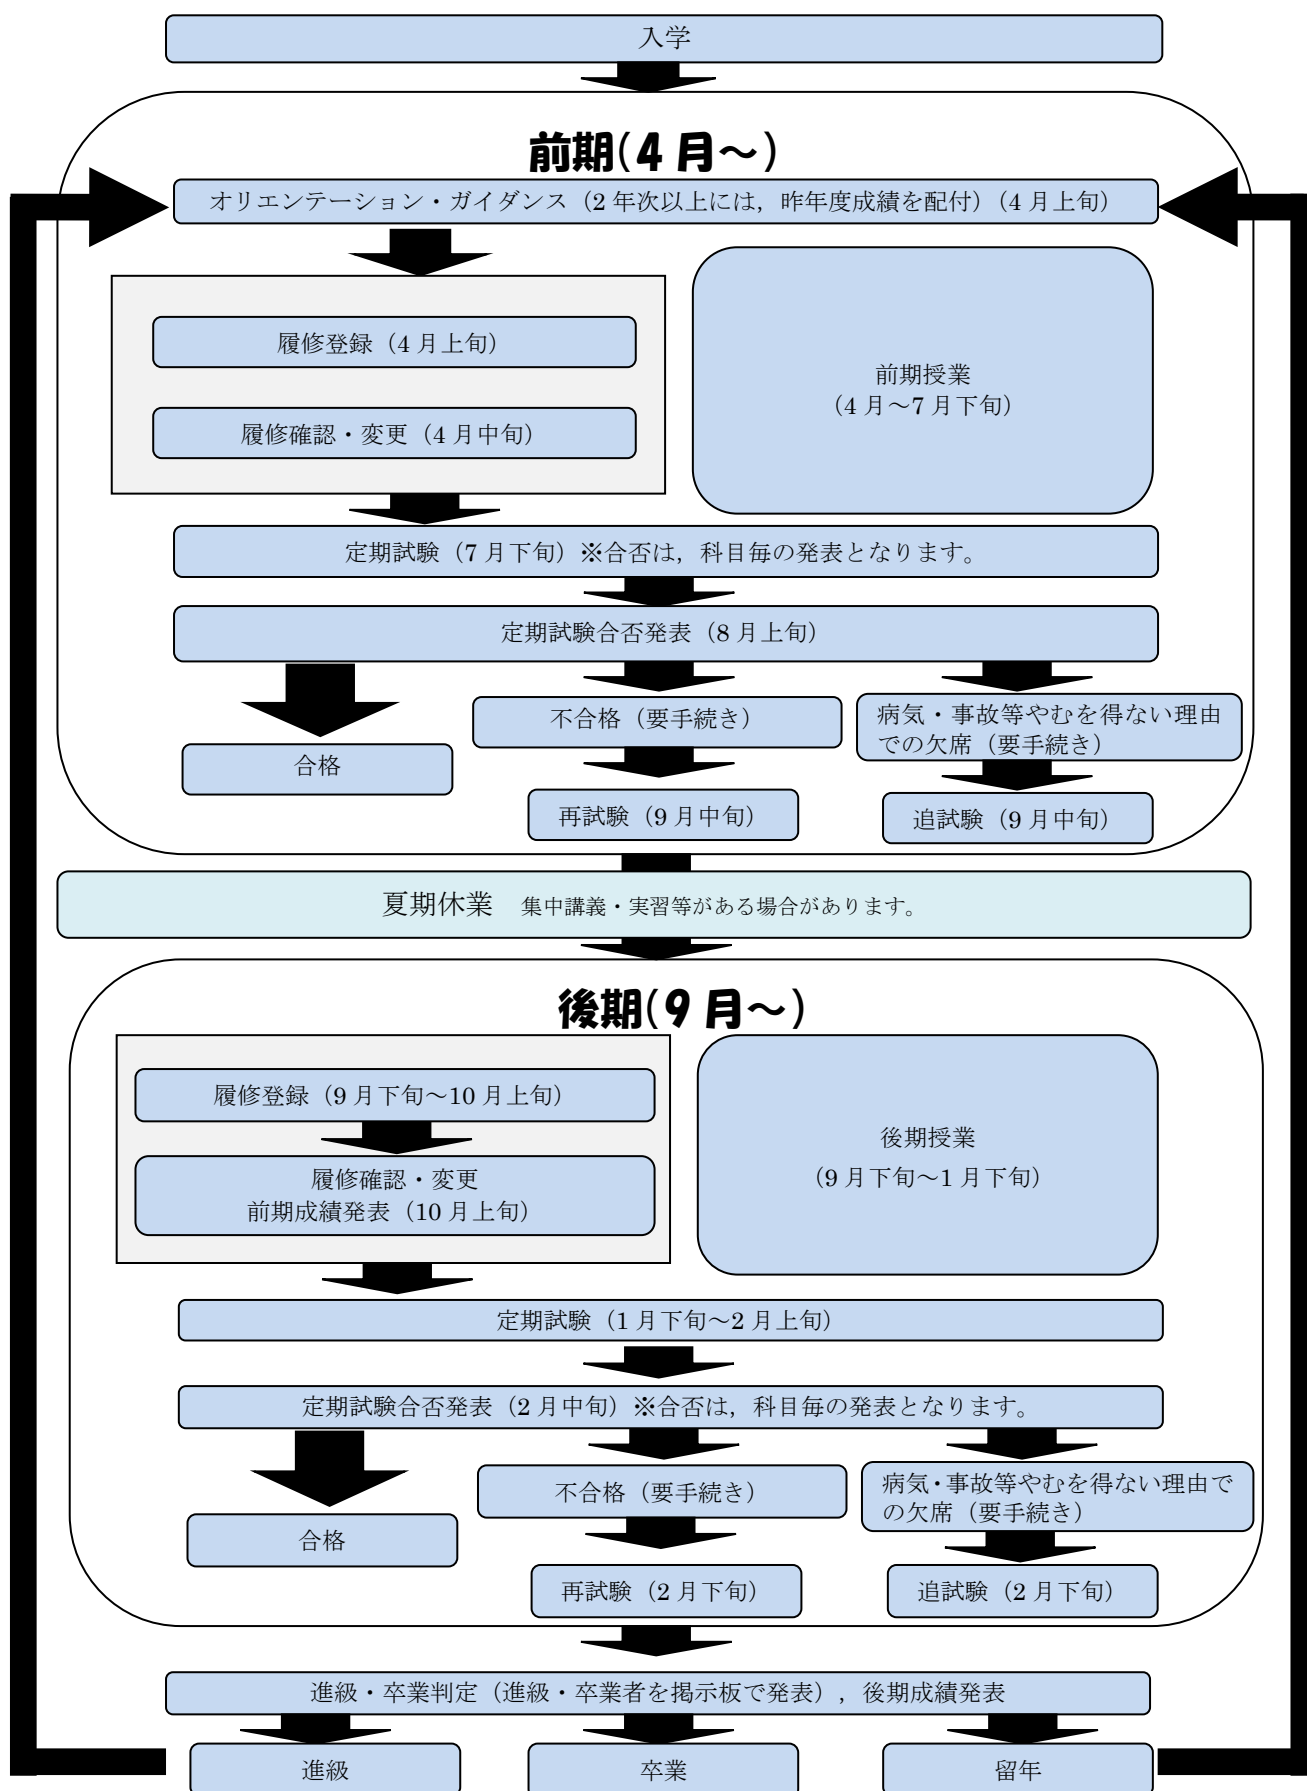 入学
前期(4月～)
オリエンテーション・ガイダンス（2年次以上には，昨年度成績を配付）（4月上旬）
履修登録（4月上旬）
履修確認・変更（4月中旬）
前期授業
（4月～7月下旬）
定期試験（7月下旬）※合否は，科目毎の発表となります。
定期試験合否発表（8月上旬）
合格
不合格（要手続き）
再試験（9月中旬）
病気・事故等やむを得ない理由
での欠席（要手続き）
追試験（9月中旬）
夏期休業　集中講義・実習等がある場合があります。
後期(9月～)
履修登録（9月下旬～10月上旬）
履修確認・変更
前期成績発表（10月上旬）
後期授業
（9月下旬～1月下旬）
定期試験（1月下旬～2月上旬）
定期試験合否発表（2月中旬）※合否は，科目毎の発表となります。
合格
不合格（要手続き）
再試験（2月下旬）
病気・事故等やむを得ない理由で
の欠席（要手続き）
追試験（2月下旬）
進級・卒業判定（進級・卒業者を掲示板で発表），後期成績発表
進級
卒業
留年